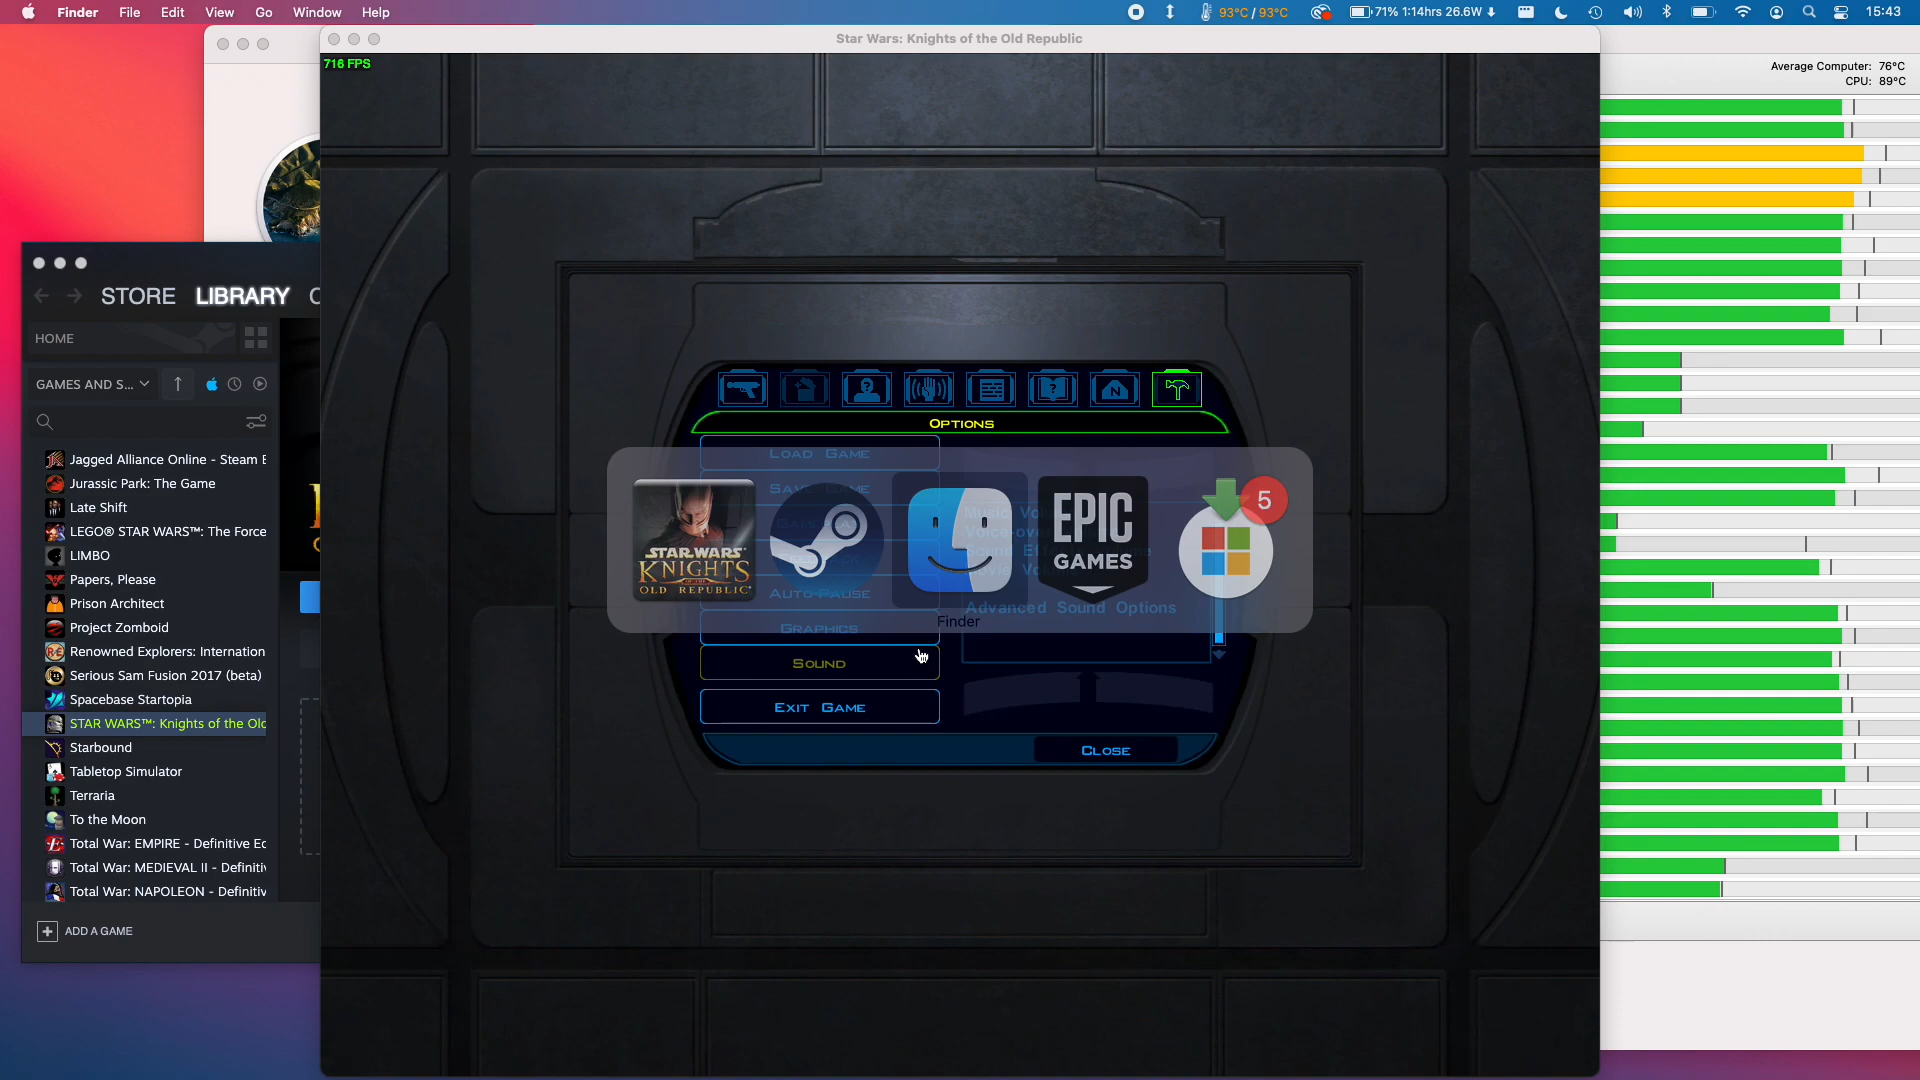 Finder File Edit View Go Window Help
93°C / 93°C 71% 1:14hrs 26.6W 15:43
Star Wars: Knights of the Old Republic
716 FPS
Average Computer: 76°C
CPU: 89°C
STORE LIBRARY C
HOME
GAMES AND S...
Jagged Alliance Online - Steam E
Jurassic Park: The Game
Late Shift
LEGO® STAR WARS™: The Force
LIMBO
Papers, Please
Prison Architect
Project Zomboid
Renowned Explorers: Internation
Serious Sam Fusion 2017 (beta)
Spacebase Startopia
STAR WARS™: Knights of the Old
Starbound
Tabletop Simulator
Terraria
To the Moon
Total War: EMPIRE - Definitive Ed
Total War: MEDIEVAL II - Definitiv
Total War: NAPOLEON - Definitiv
ADD A GAME
OPTIONS
LOAD GAME
SAVE GAME
AUTO-PAUSE
GRAPHICS
SOUND
EXIT GAME
Advanced Sound Options
CLOSE
STAR WARS
KNIGHTS
OF THE
OLD REPUBLIC
EPIC
GAMES
5
Finder